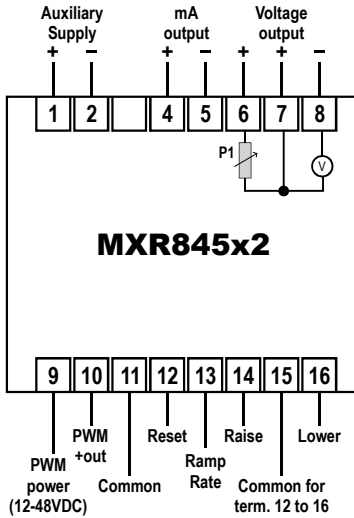 Auxiliary Supply
mA output
Voltage output
+ − + − + + −
1 2 4 5 6 7 8
P1
V
MXR845x2
9 10 11 12 13 14 15 16
PWM power (12-48VDC)
PWM +out
Common
Reset
Ramp Rate
Raise
Common for term. 12 to 16
Lower